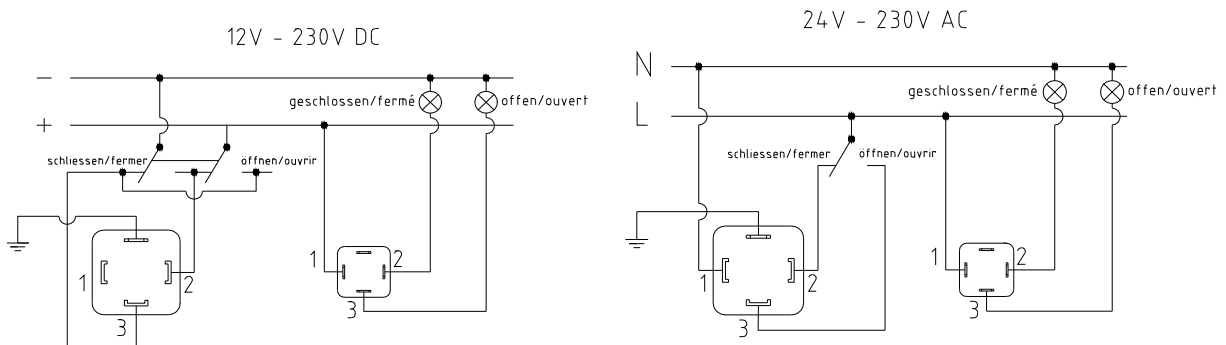 12V - 230V DC
−
+
geschlossen/fermé
offen/ouvert
schliessen/fermer
öffnen/ouvrir
1
2
3
1
2
3
24V - 230V AC
N
L
geschlossen/fermé
offen/ouvert
schliessen/fermer
öffnen/ouvrir
1
2
3
1
2
3